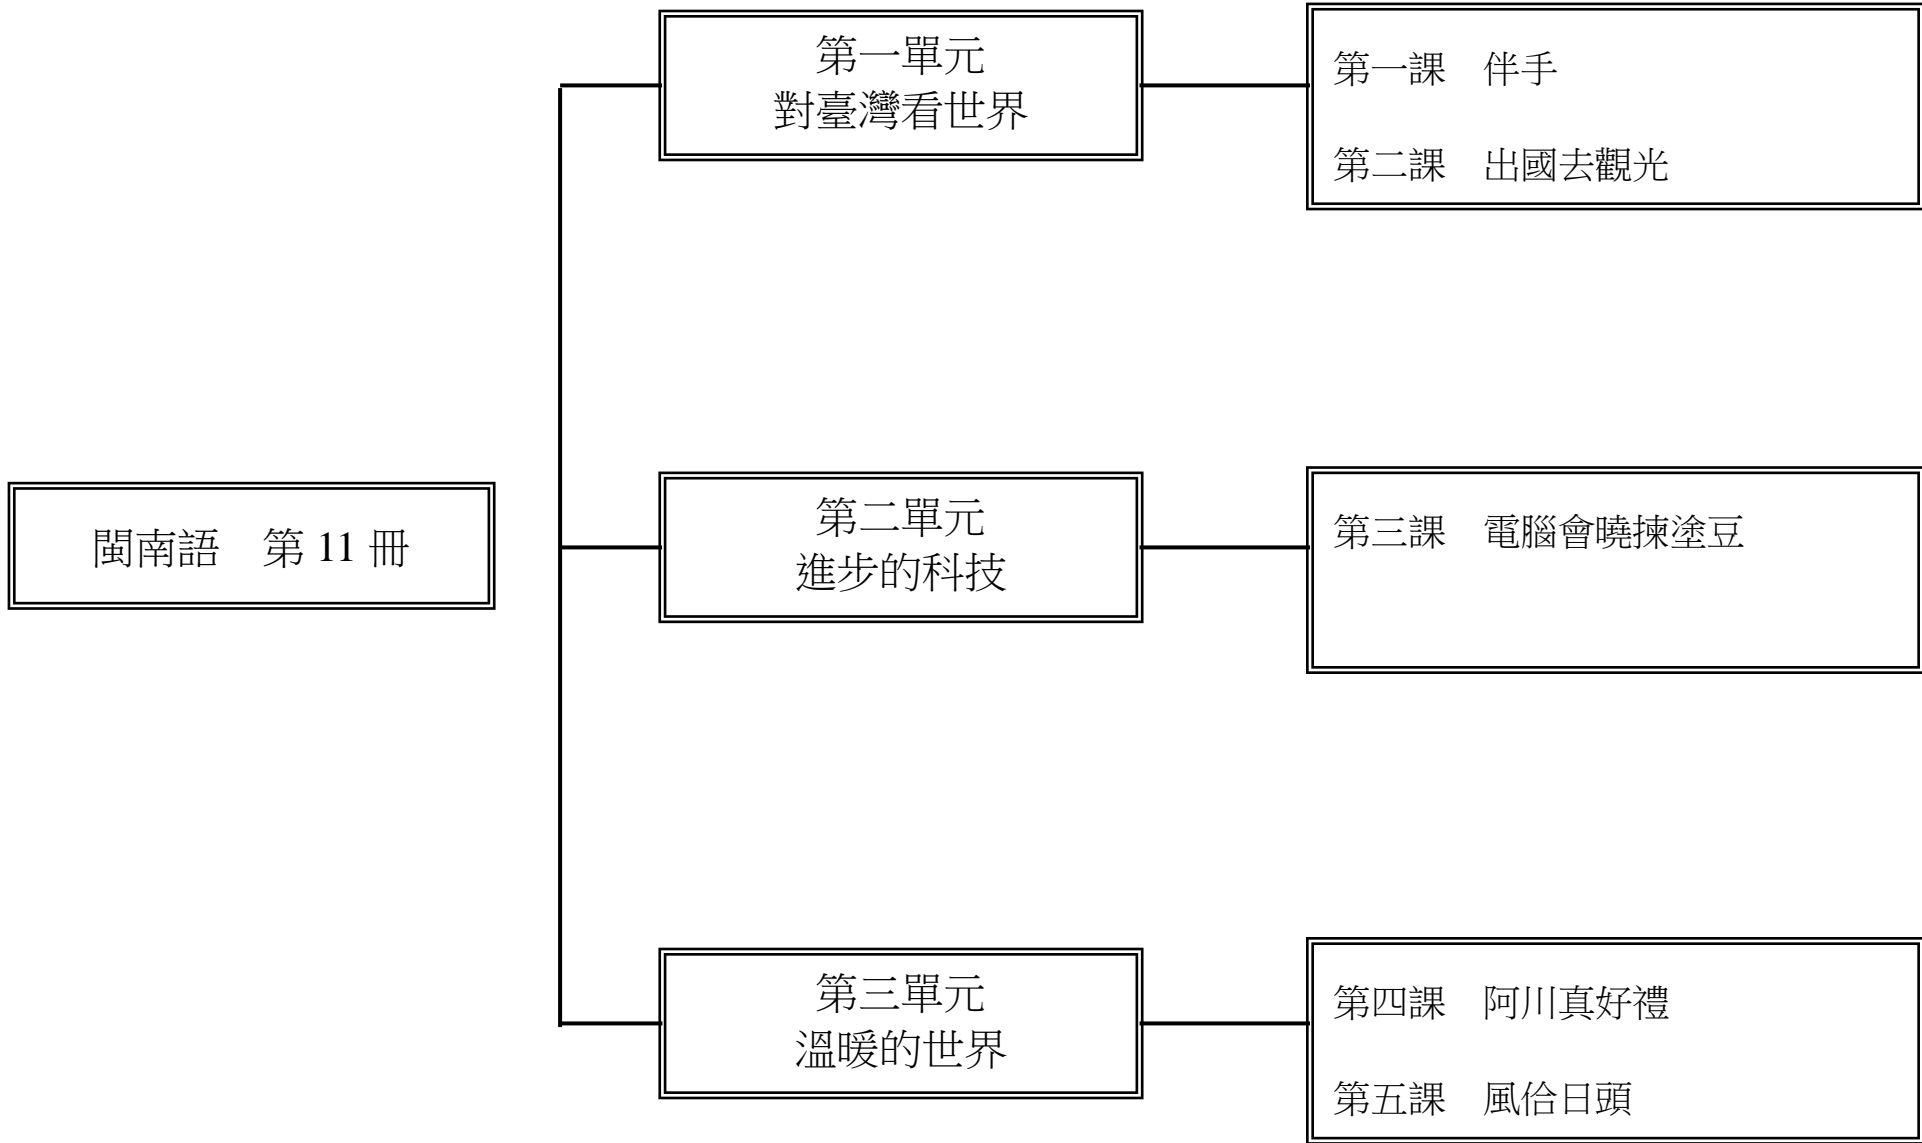 閩南語　第 11 冊
第一單元
對臺灣看世界
第一課　伴手
第二課　出國去觀光
第二單元
進步的科技
第三課　電腦會曉揀塗豆
第三單元
溫暖的世界
第四課　阿川真好禮
第五課　風佮日頭